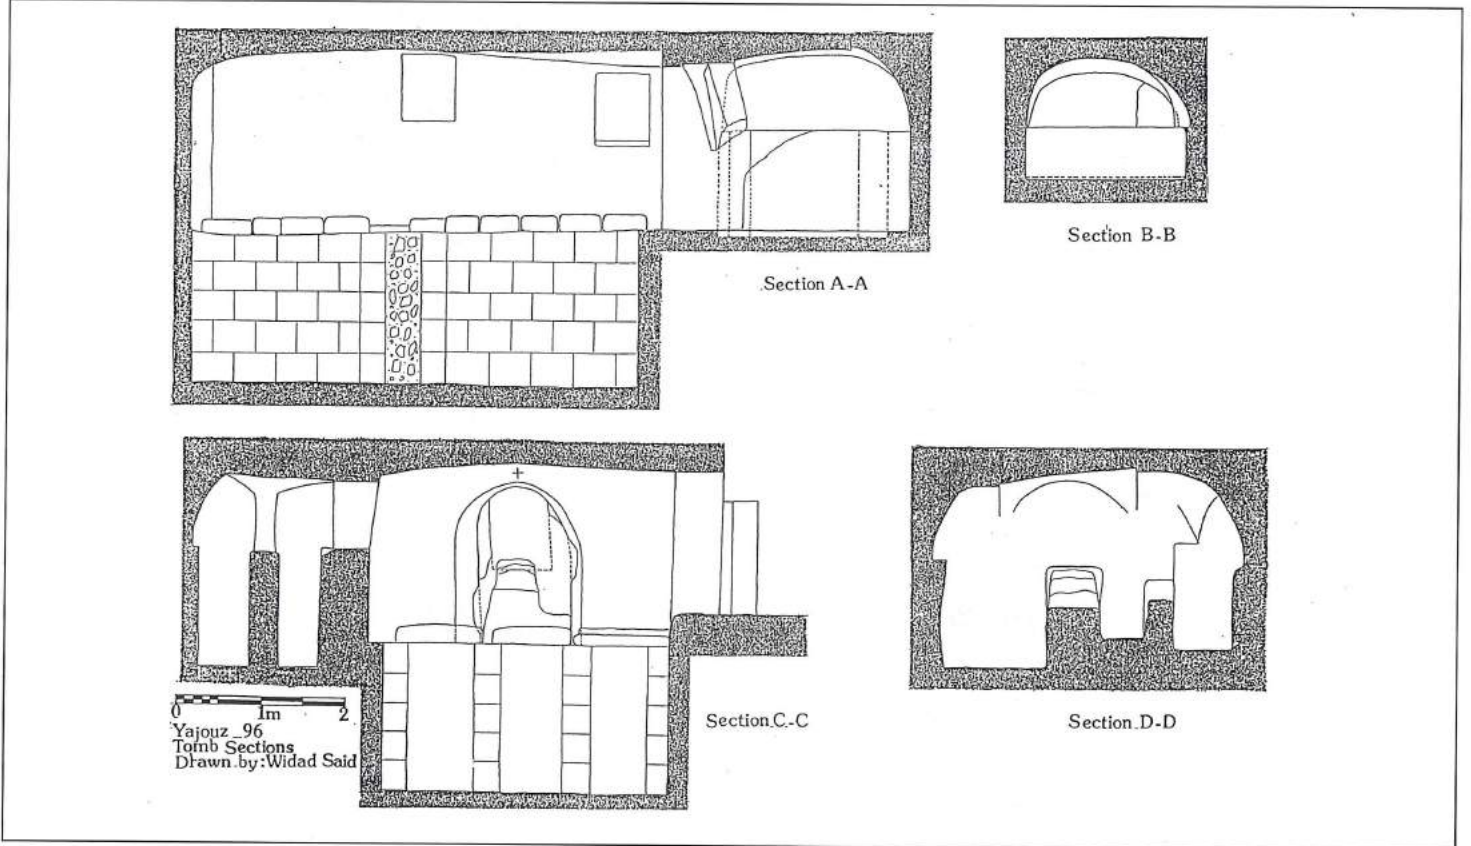 Section A-A
Section B-B
Section C-C
Section D-D
0 1m 2
Yajouz_96
Tomb Sections
Drawn by:Widad Said